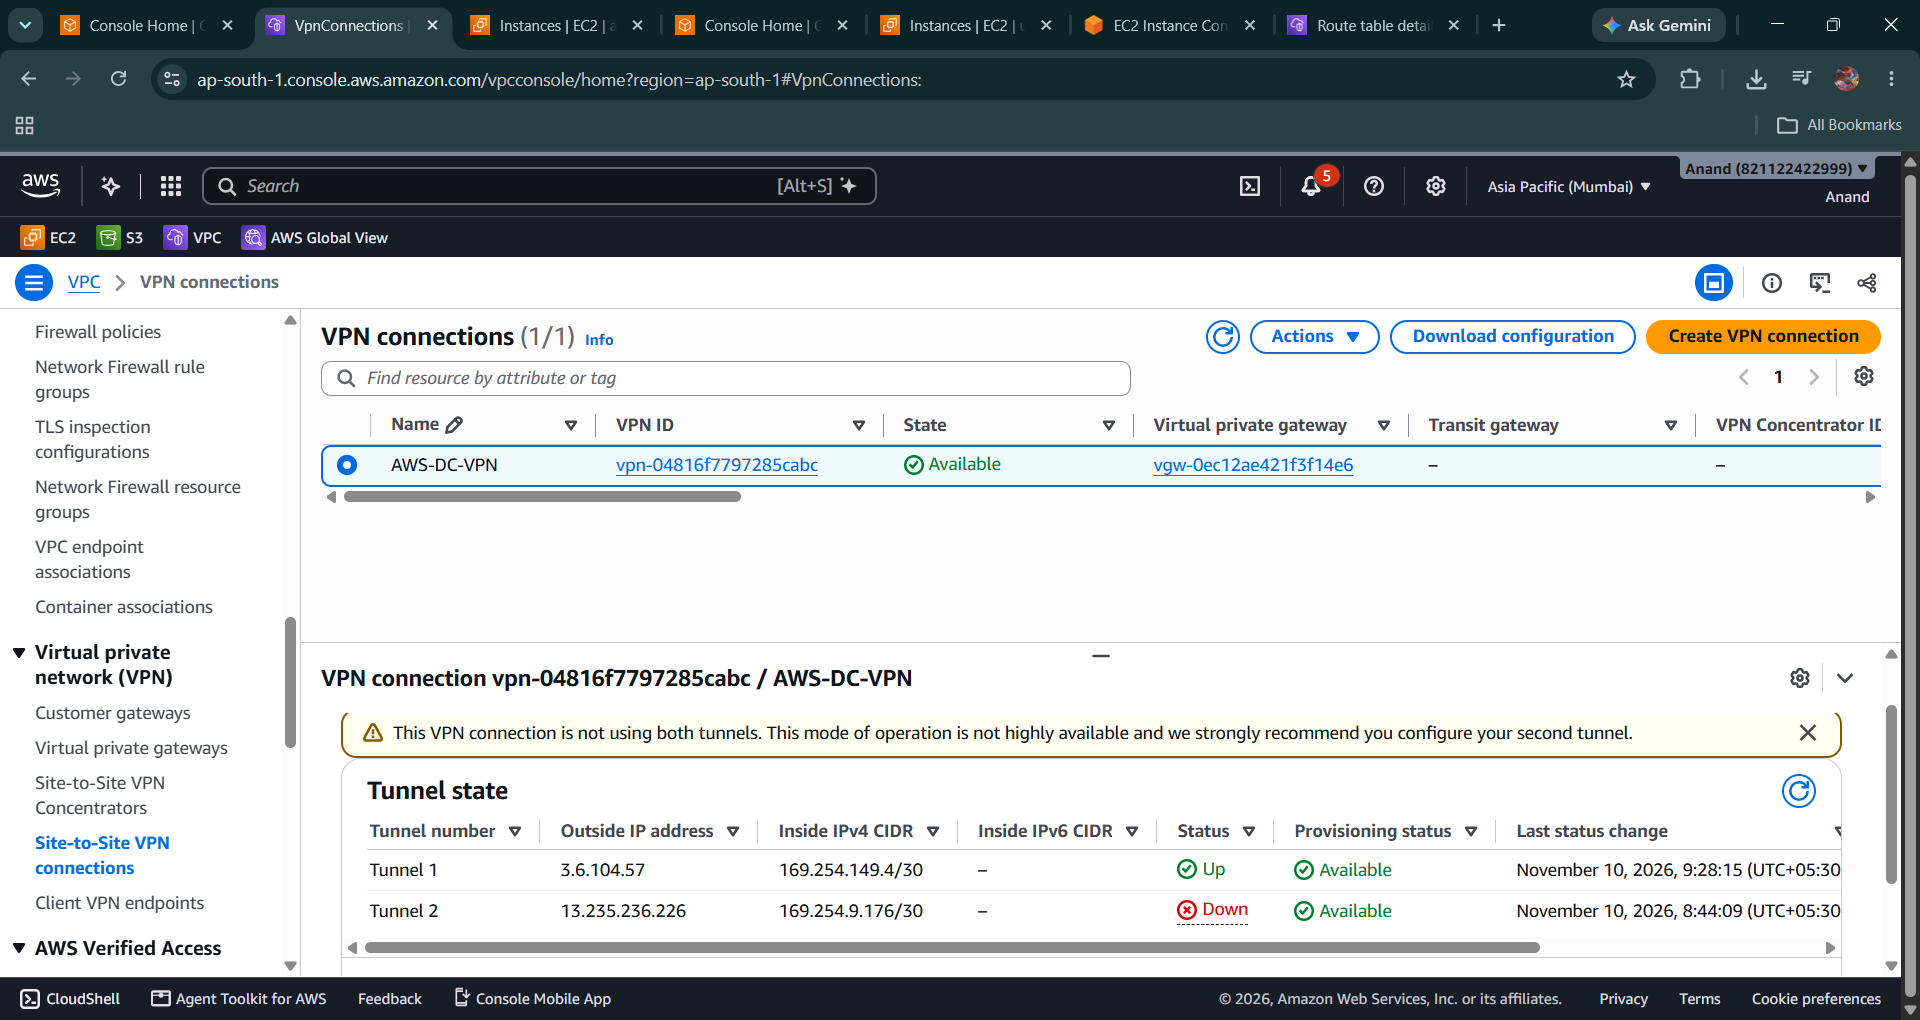 Console Home | C
VpnConnections |
Instances | EC2 | a
Console Home | C
Instances | EC2 | u
EC2 Instance Con
Route table detai
Ask Gemini
ap-south-1.console.aws.amazon.com/vpcconsole/home?region=ap-south-1#VpnConnections:
All Bookmarks
aws
Search
[Alt+S]
5
Asia Pacific (Mumbai)
Anand (821122422999)
Anand
EC2
S3
VPC
AWS Global View
VPC
VPN connections
Firewall policies
Network Firewall rule
groups
TLS inspection
configurations
Network Firewall resource
groups
VPC endpoint
associations
Container associations
Virtual private
network (VPN)
Customer gateways
Virtual private gateways
Site-to-Site VPN
Concentrators
Site-to-Site VPN
connections
Client VPN endpoints
AWS Verified Access
VPN connections (1/1) Info
Actions
Download configuration
Create VPN connection
Find resource by attribute or tag
1
Name VPN ID State Virtual private gateway Transit gateway VPN Concentrator ID
AWS-DC-VPN vpn-04816f7797285cabc Available vgw-0ec12ae421f3f14e6 – –
VPN connection vpn-04816f7797285cabc / AWS-DC-VPN
This VPN connection is not using both tunnels. This mode of operation is not highly available and we strongly recommend you configure your second tunnel.
Tunnel state
Tunnel number Outside IP address Inside IPv4 CIDR Inside IPv6 CIDR Status Provisioning status Last status change
Tunnel 1 3.6.104.57 169.254.149.4/30 – Up Available November 10, 2026, 9:28:15 (UTC+05:30
Tunnel 2 13.235.236.226 169.254.9.176/30 – Down Available November 10, 2026, 8:44:09 (UTC+05:30
CloudShell
Agent Toolkit for AWS
Feedback
Console Mobile App
© 2026, Amazon Web Services, Inc. or its affiliates.
Privacy
Terms
Cookie preferences